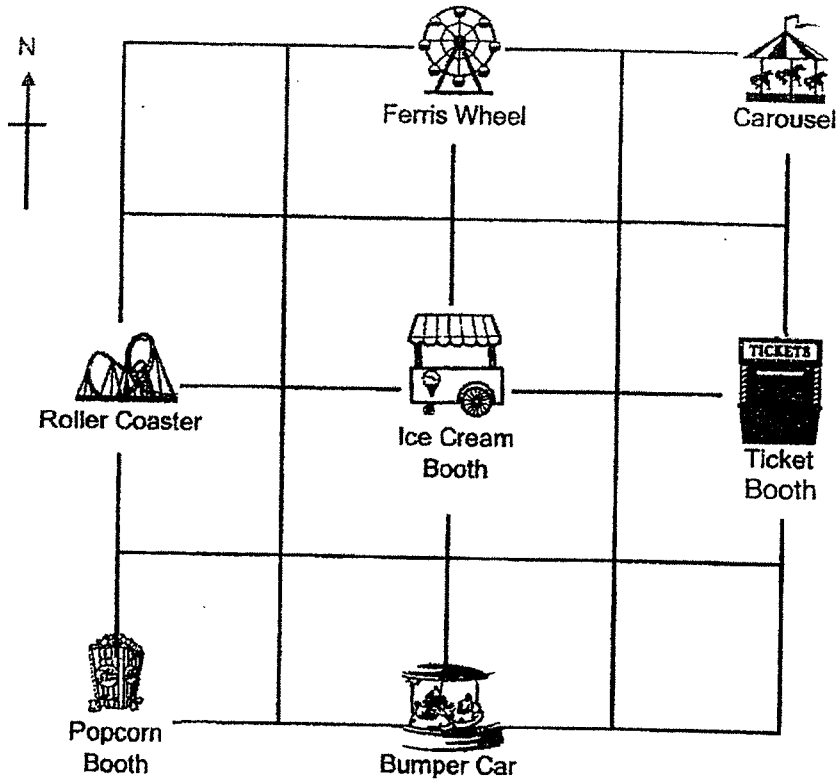 N
Ferris Wheel
Carousel
TICKETS
Roller Coaster
Ice Cream
Booth
Ticket
Booth
Popcorn
Booth
Bumper Car